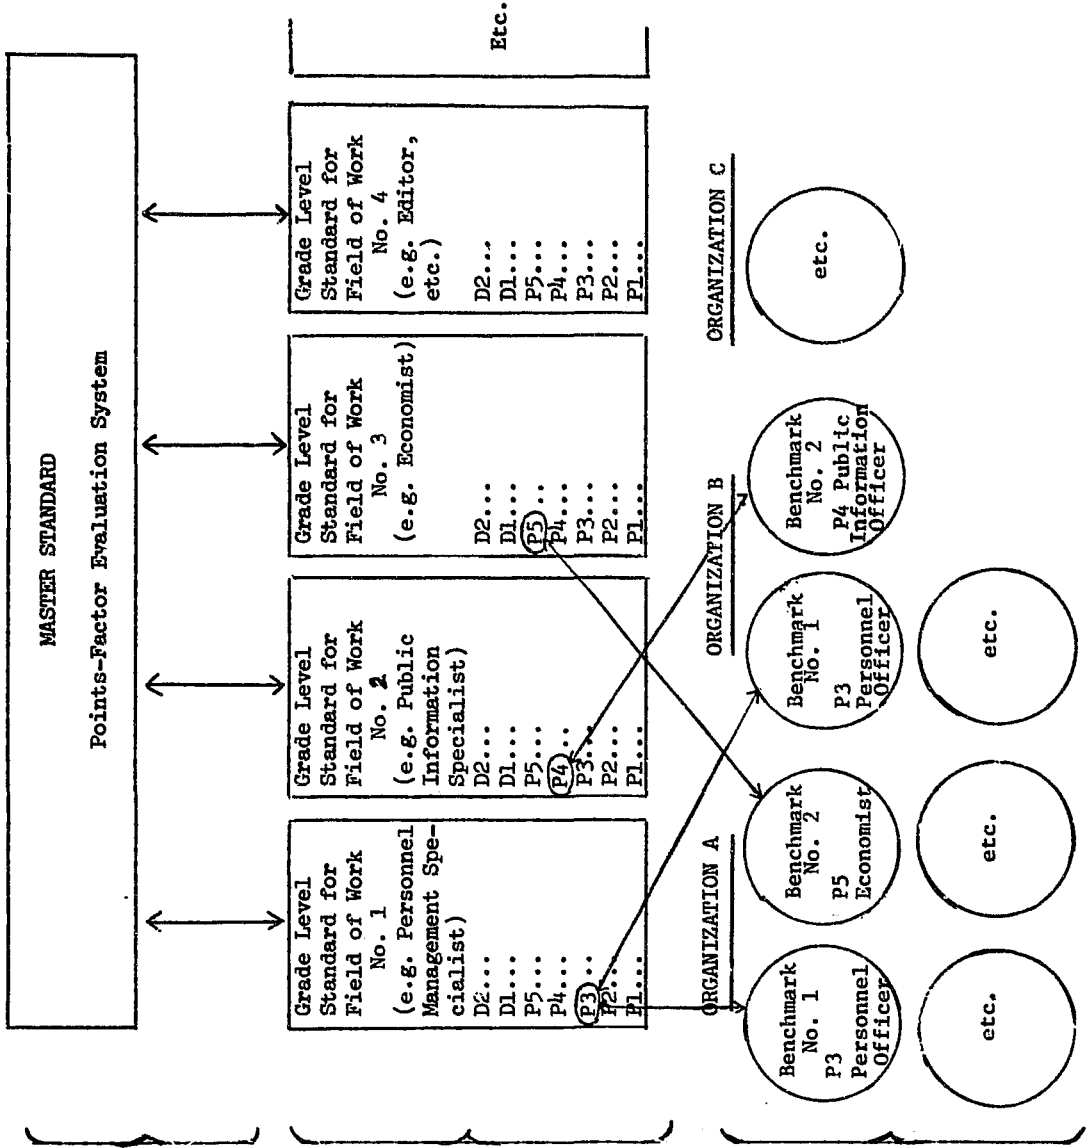 MASTER STANDARD
Points-Factor Evaluation System
Grade Level
Standard for
Field of Work
No. 1
(e.g. Personnel
Management Spe-
cialist)
D2...
D1...
P5...
P4...
P3...
P2...
P1...
Grade Level
Standard for
Field of Work
No. 2
(e.g. Public
Information
Specialist)
D2...
D1...
P5...
P4...
P3...
P2...
P1...
Grade Level
Standard for
Field of Work
No. 3
(e.g. Economist)
D2...
D1...
P5...
P4...
P3...
P2...
P1...
Grade Level
Standard for
Field of Work
No. 4
(e.g. Editor,
etc.)
D2...
D1...
P5...
P4...
P3...
P2...
P1...
Etc.
ORGANIZATION A
Benchmark
No. 1
P3
Personnel
Officer
Benchmark
No. 2
P5
Economist
etc.
etc.
ORGANIZATION B
Benchmark
No. 1
P3
Personnel
Officer
Benchmark
No. 2
P4 Public
Information
Officer
etc.
ORGANIZATION C
etc.